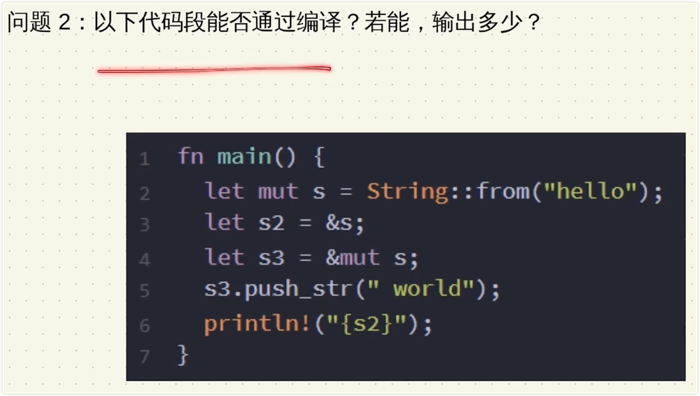 问题 2：以下代码段能否通过编译？若能，输出多少？
1 fn main() {
2 let mut s = String::from("hello");
3 let s2 = &s;
4 let s3 = &mut s;
5 s3.push_str(" world");
6 println!("{s2}");
7 }